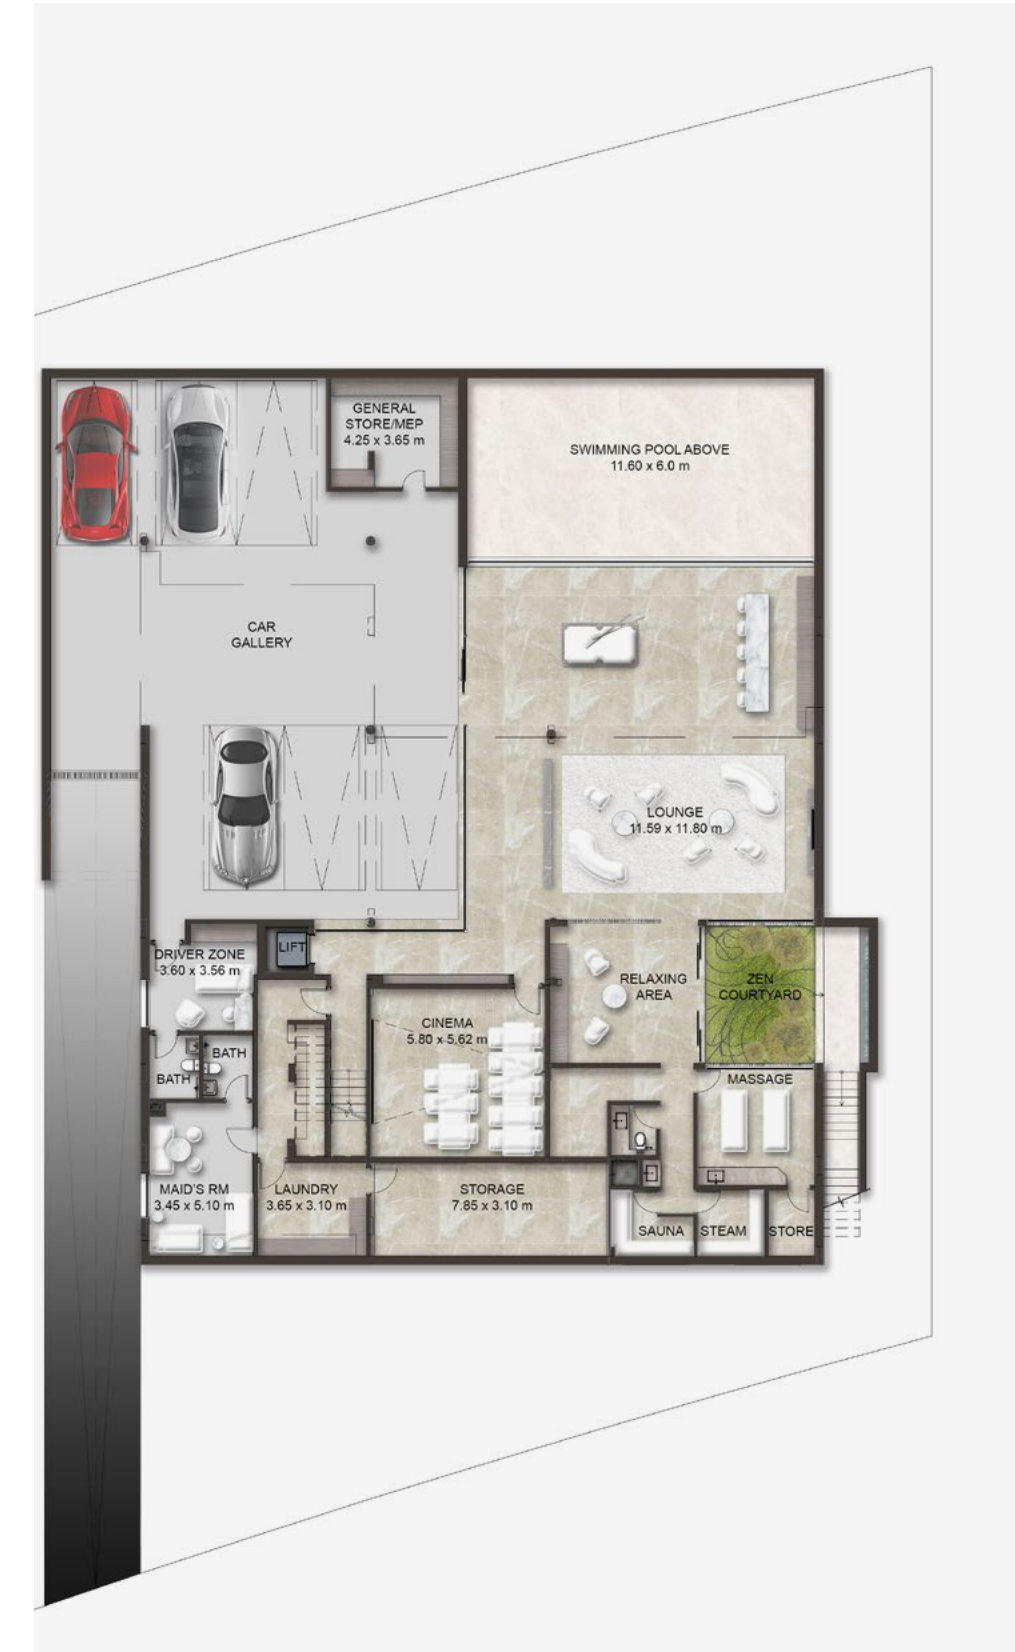 GENERAL
STORE/MEP
4.25 x 3.65 m
SWIMMING POOL ABOVE
11.60 x 6.0 m
CAR
GALLERY
LOUNGE
11.59 x 11.80 m
DRIVER ZONE
3.60 x 3.56 m
LIFT
RELAXING
AREA
ZEN
COURTYARD
CINEMA
5.80 x 5.62 m
BATH
BATH
MASSAGE
MAID'S RM
3.45 x 5.10 m
LAUNDRY
3.65 x 3.10 m
STORAGE
7.85 x 3.10 m
SAUNA
STEAM
STORE